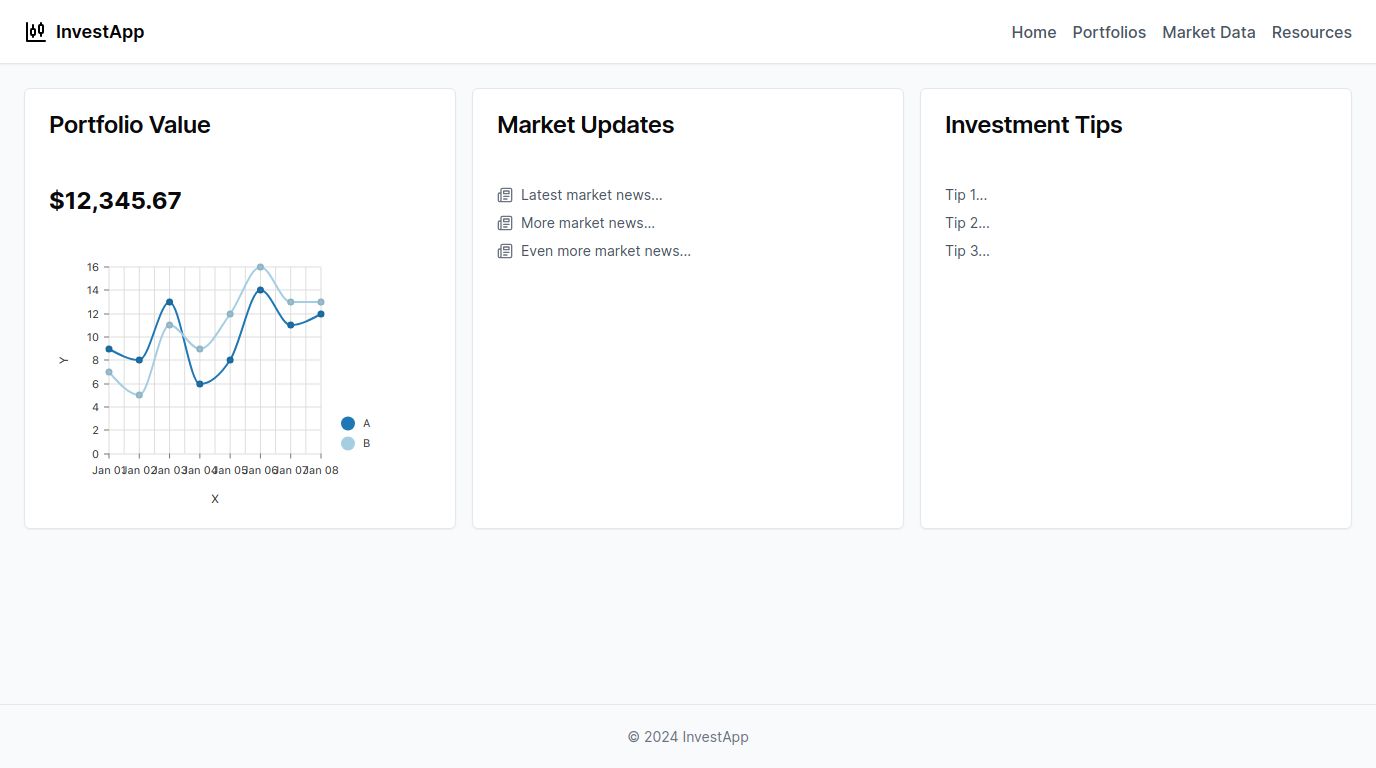 InvestApp
Home Portfolios Market Data Resources
Portfolio Value
$12,345.67
16
14
12
10
8
6
4
2
0
Y
Jan 01 Jan 02 Jan 03 Jan 04 Jan 05 Jan 06 Jan 07 Jan 08
X
A
B
Market Updates
Latest market news...
More market news...
Even more market news...
Investment Tips
Tip 1...
Tip 2...
Tip 3...
© 2024 InvestApp